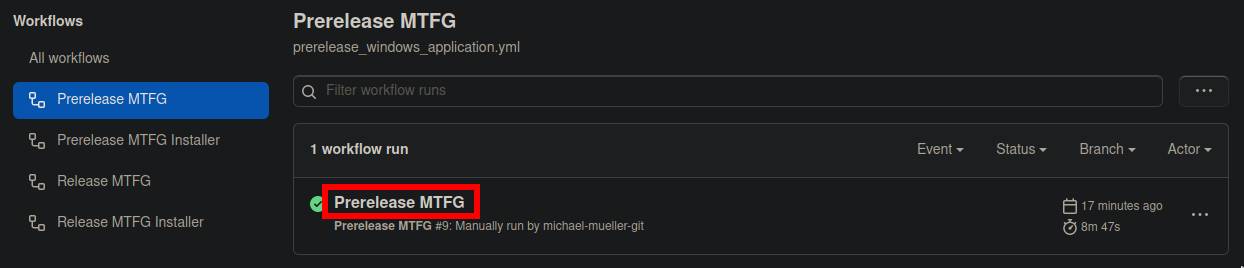 Workflows
All workflows
Prerelease MTFG
Prerelease MTFG Installer
Release MTFG
Release MTFG Installer
Prerelease MTFG
prerelease_windows_application.yml
Filter workflow runs
1 workflow run Event Status Branch Actor
Prerelease MTFG
Prerelease MTFG #9: Manually run by michael-mueller-git
17 minutes ago
8m 47s